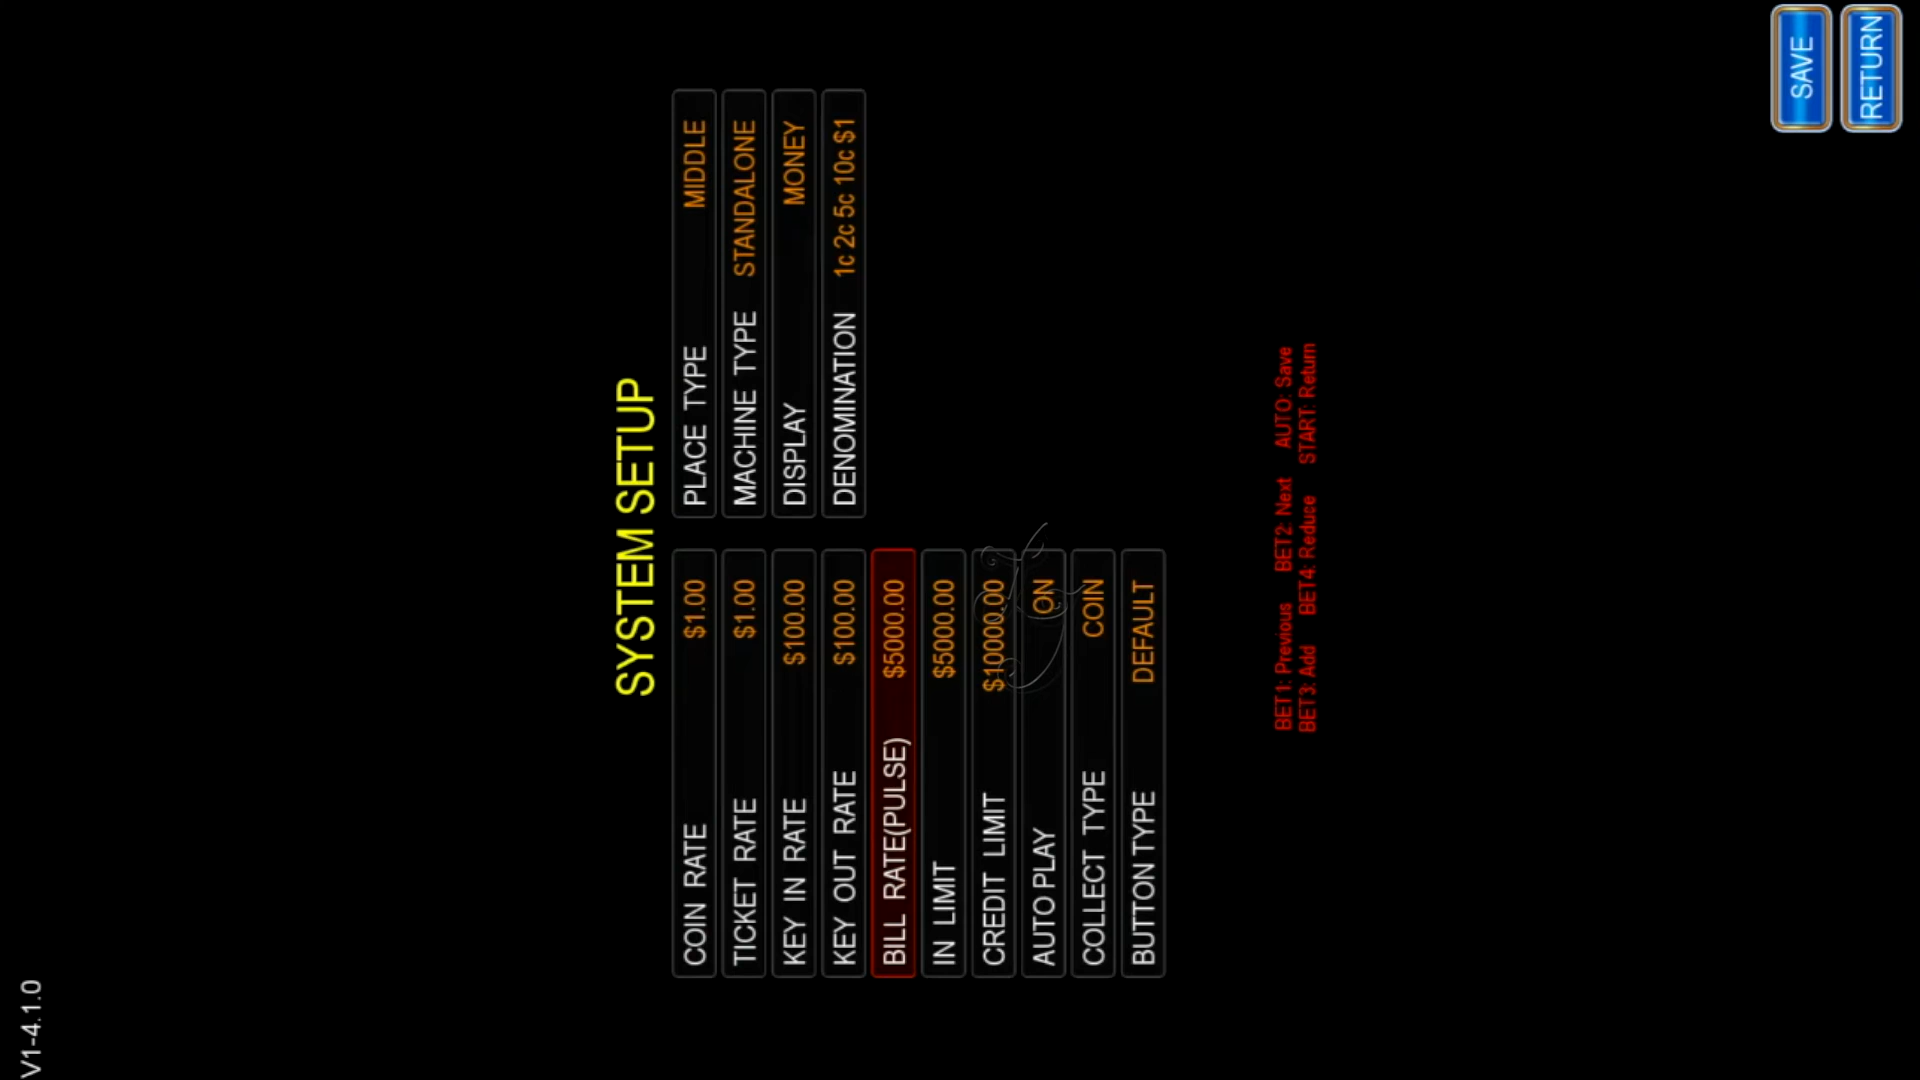 SYSTEM SETUP
COIN RATE $1.00
TICKET RATE $1.00
KEY IN RATE $100.00
KEY OUT RATE $100.00
BILL RATE(PULSE) $5000.00
IN LIMIT $5000.00
CREDIT LIMIT $10000.00
AUTO PLAY ON
COLLECT TYPE COIN
BUTTON TYPE DEFAULT
PLACE TYPE MIDDLE
MACHINE TYPE STANDALONE
DISPLAY MONEY
DENOMINATION 1c 2c 5c 10c $1
BET1: Previous BET2: Next AUTO: Save
BET3: Add BET4: Reduce START: Return
SAVE
RETURN
V1-4.1.0